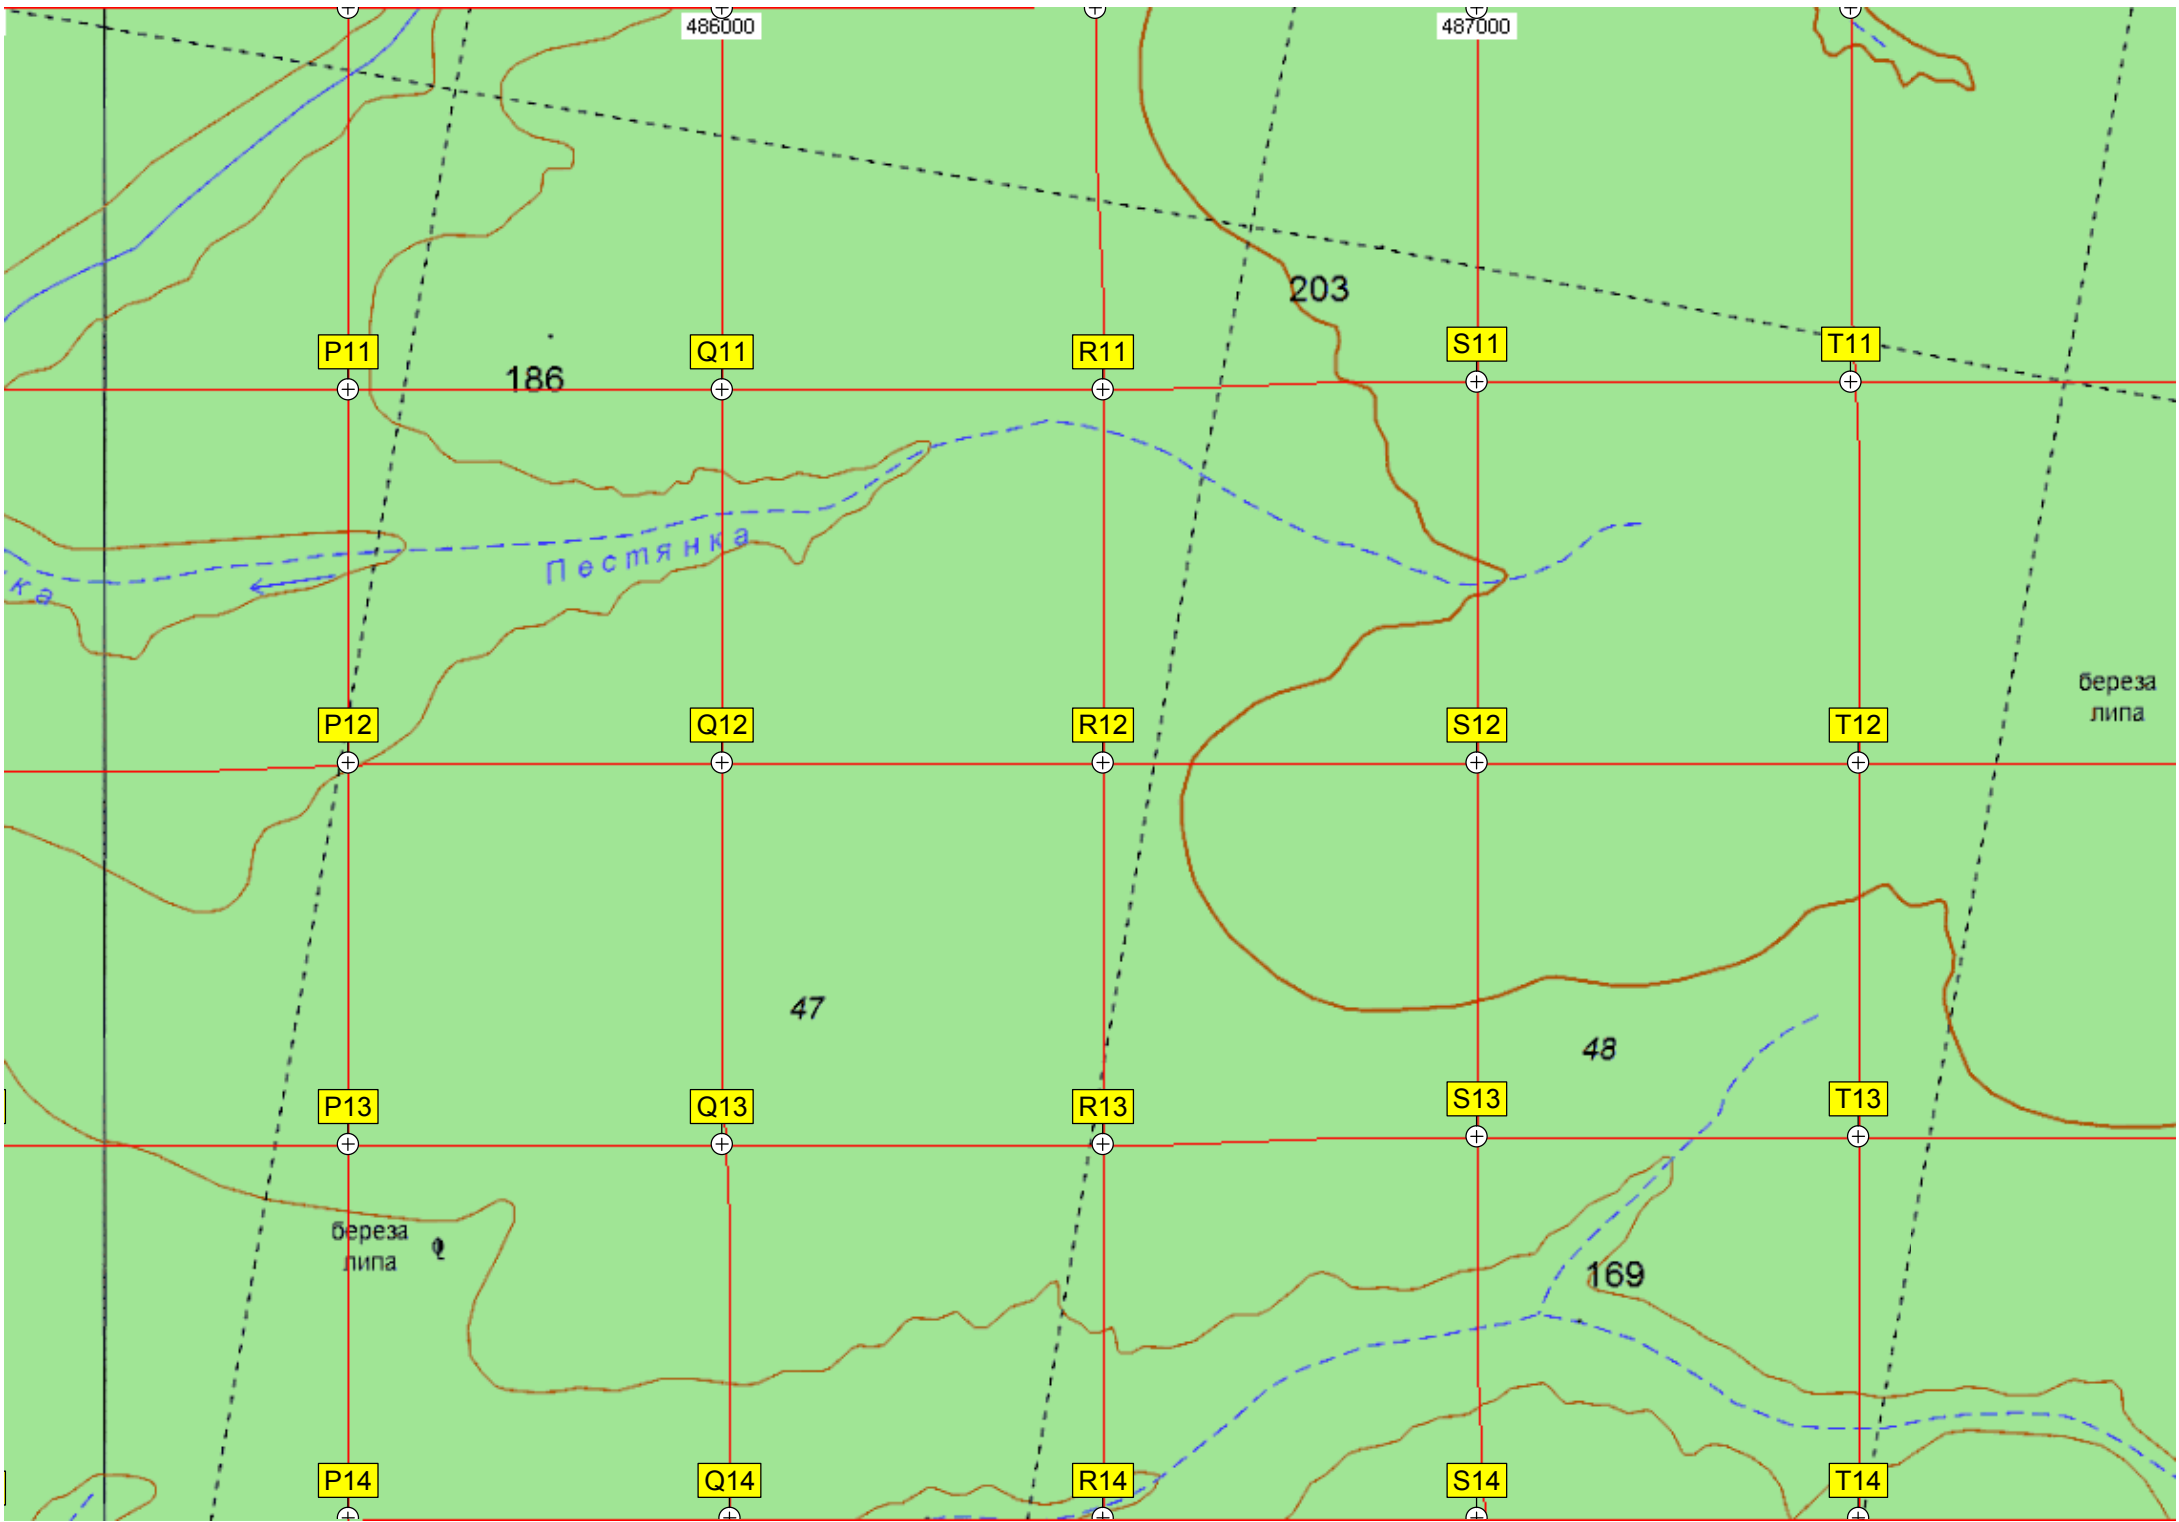 486000
487000
203
P11
Q11
R11
S11
T11
186
Пестянка
ка
береза
липа
P12
Q12
R12
S12
T12
47
48
P13
Q13
R13
S13
T13
береза
липа
169
P14
Q14
R14
S14
T14